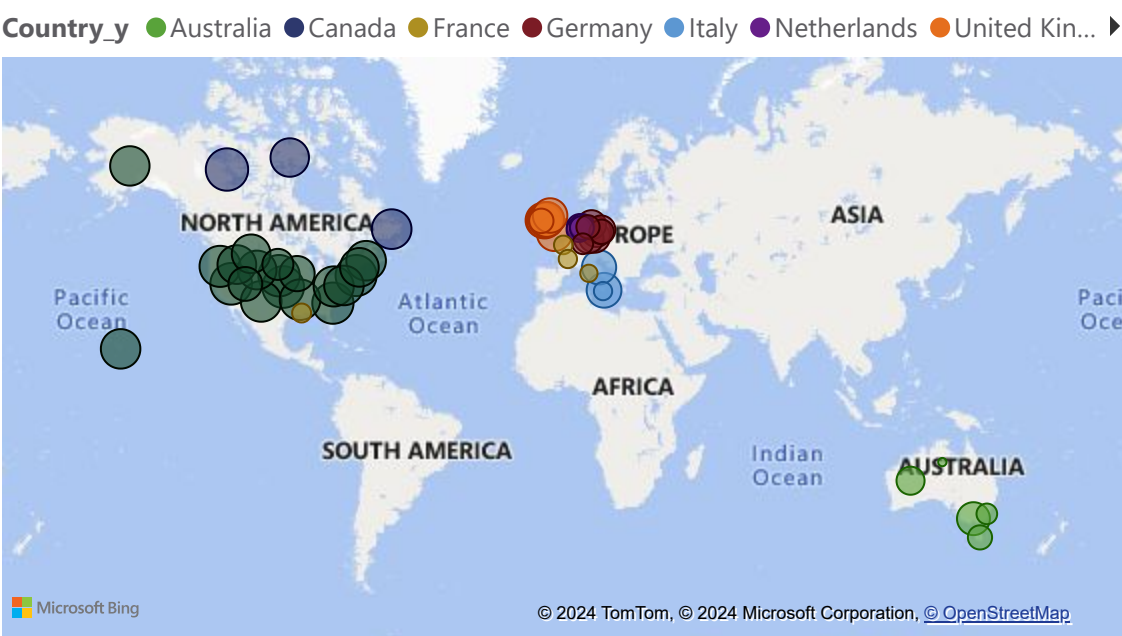 Country_y Australia Canada France Germany Italy Netherlands United Kin...
NORTH AMERICA
ASIA
ROPE
Pacific
Ocean
Atlantic
Ocean
Paci
Oce
AFRICA
SOUTH AMERICA
Indian
Ocean
AUSTRALIA
Microsoft Bing
© 2024 TomTom, © 2024 Microsoft Corporation, © OpenStreetMap